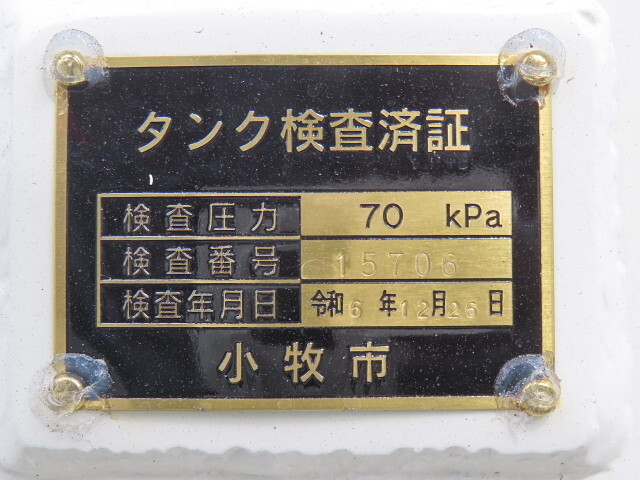 タンク検査済証
検査圧力 70 kPa
検査番号 15706
検査年月日 令和6年12月26日
小牧市